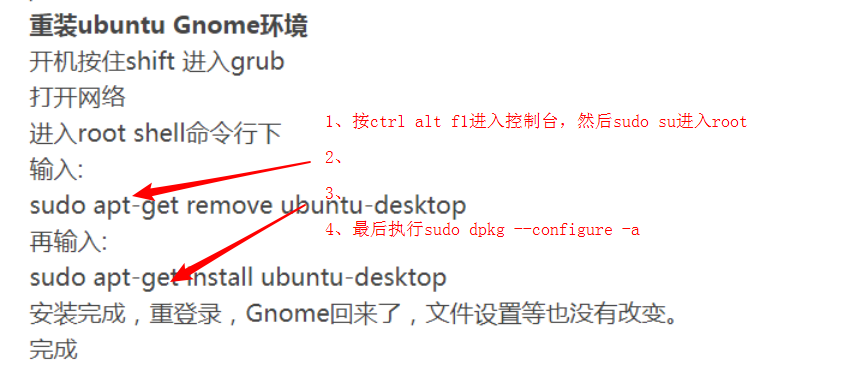 重装ubuntu Gnome环境
开机按住shift 进入grub
打开网络
进入root shell命令行下
输入:
sudo apt-get remove ubuntu-desktop
再输入:
sudo apt-get install ubuntu-desktop
安装完成，重登录，Gnome回来了，文件设置等也没有改变。
完成
1、按ctrl alt f1进入控制台，然后sudo su进入root
2、
3、
4、最后执行sudo dpkg --configure -a